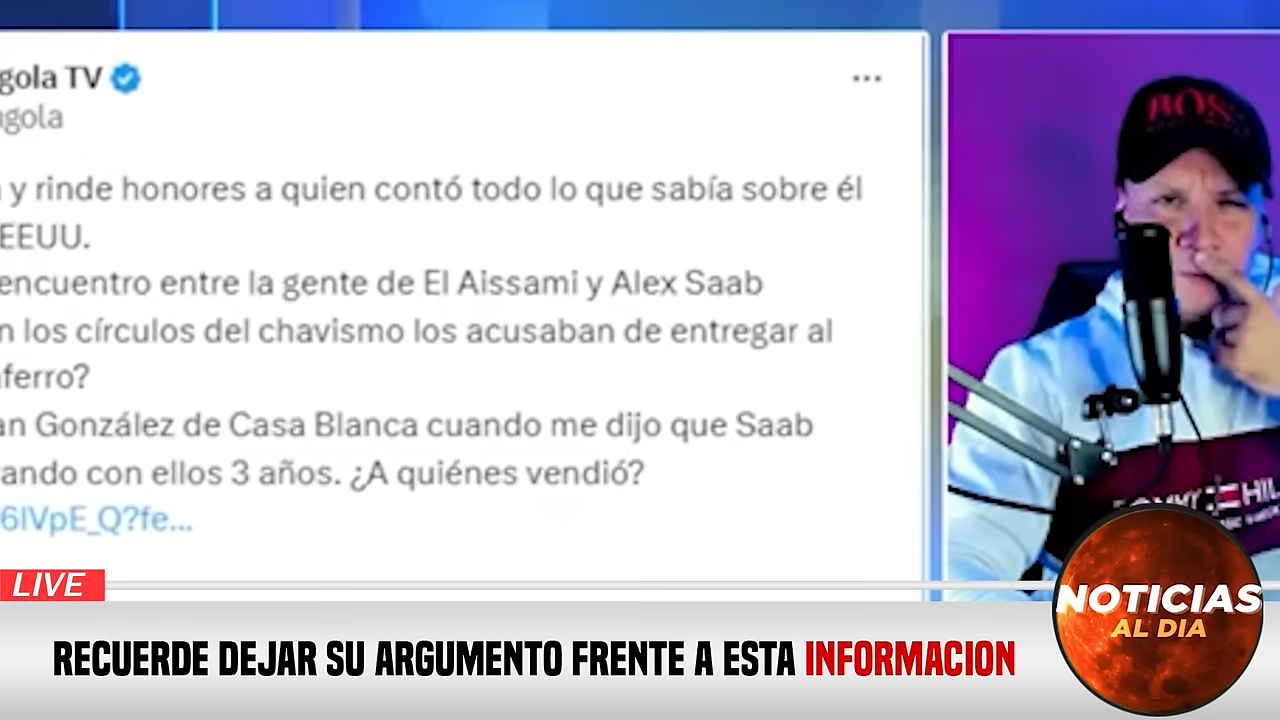 gola TV
gola
y rinde honores a quien contó todo lo que sabía sobre él
EEUU.
encuentro entre la gente de El Aissami y Alex Saab
n los círculos del chavismo los acusaban de entregar al
ferro?
an González de Casa Blanca cuando me dijo que Saab
ando con ellos 3 años. ¿A quiénes vendió?
6lVpE_Q?fe...
BOS
LIVE
NOTICIAS
AL DIA
RECUERDE DEJAR SU ARGUMENTO FRENTE A ESTA INFORMACION